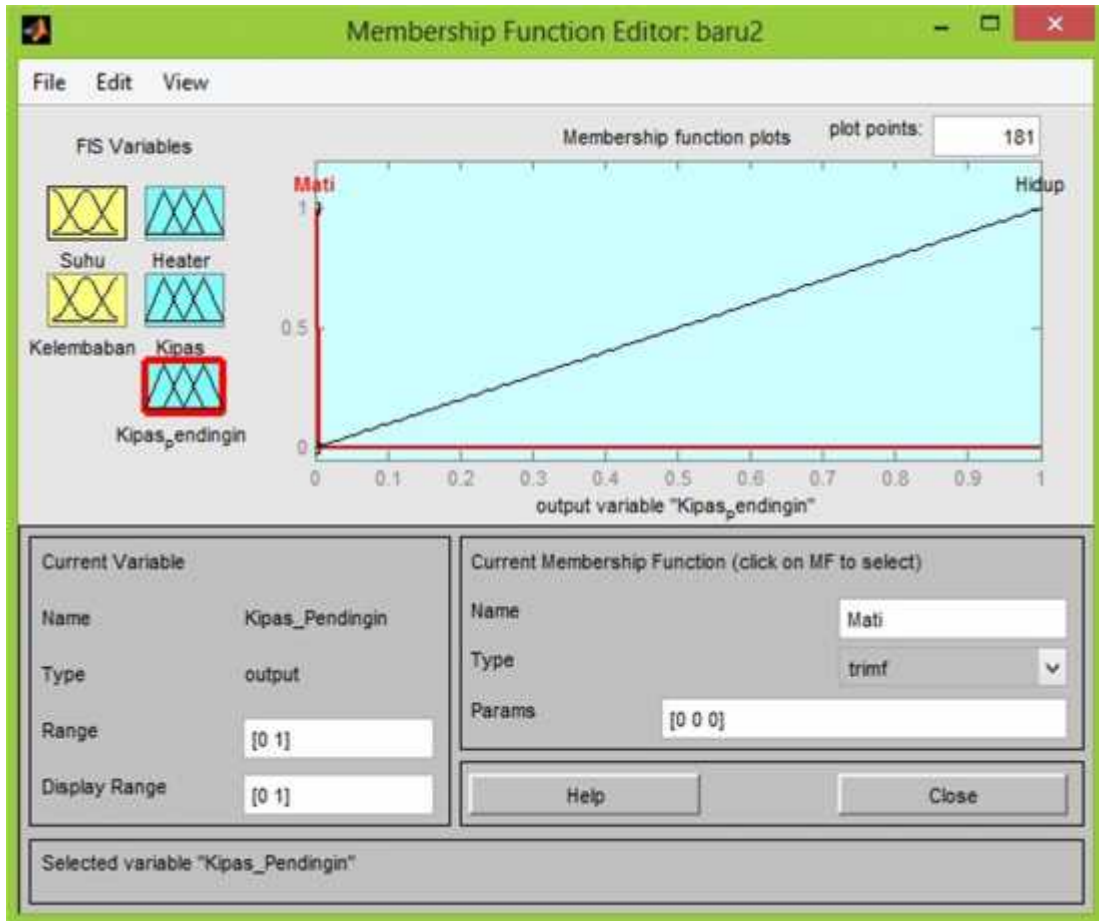 Membership Function Editor: baru2
File Edit View
FIS Variables
Membership function plots
plot points: 181
Suhu
Heater
Kelembaban
Kipas
Kipas_pendingin
Mati
Hidup
1
0.5
0
0 0.1 0.2 0.3 0.4 0.5 0.6 0.7 0.8 0.9 1
output variable "Kipas_pendingin"
Current Variable
Name Kipas_Pendingin
Type output
Range [0 1]
Display Range [0 1]
Current Membership Function (click on MF to select)
Name Mati
Type trimf
Params [0 0 0]
Help
Close
Selected variable "Kipas_Pendingin"